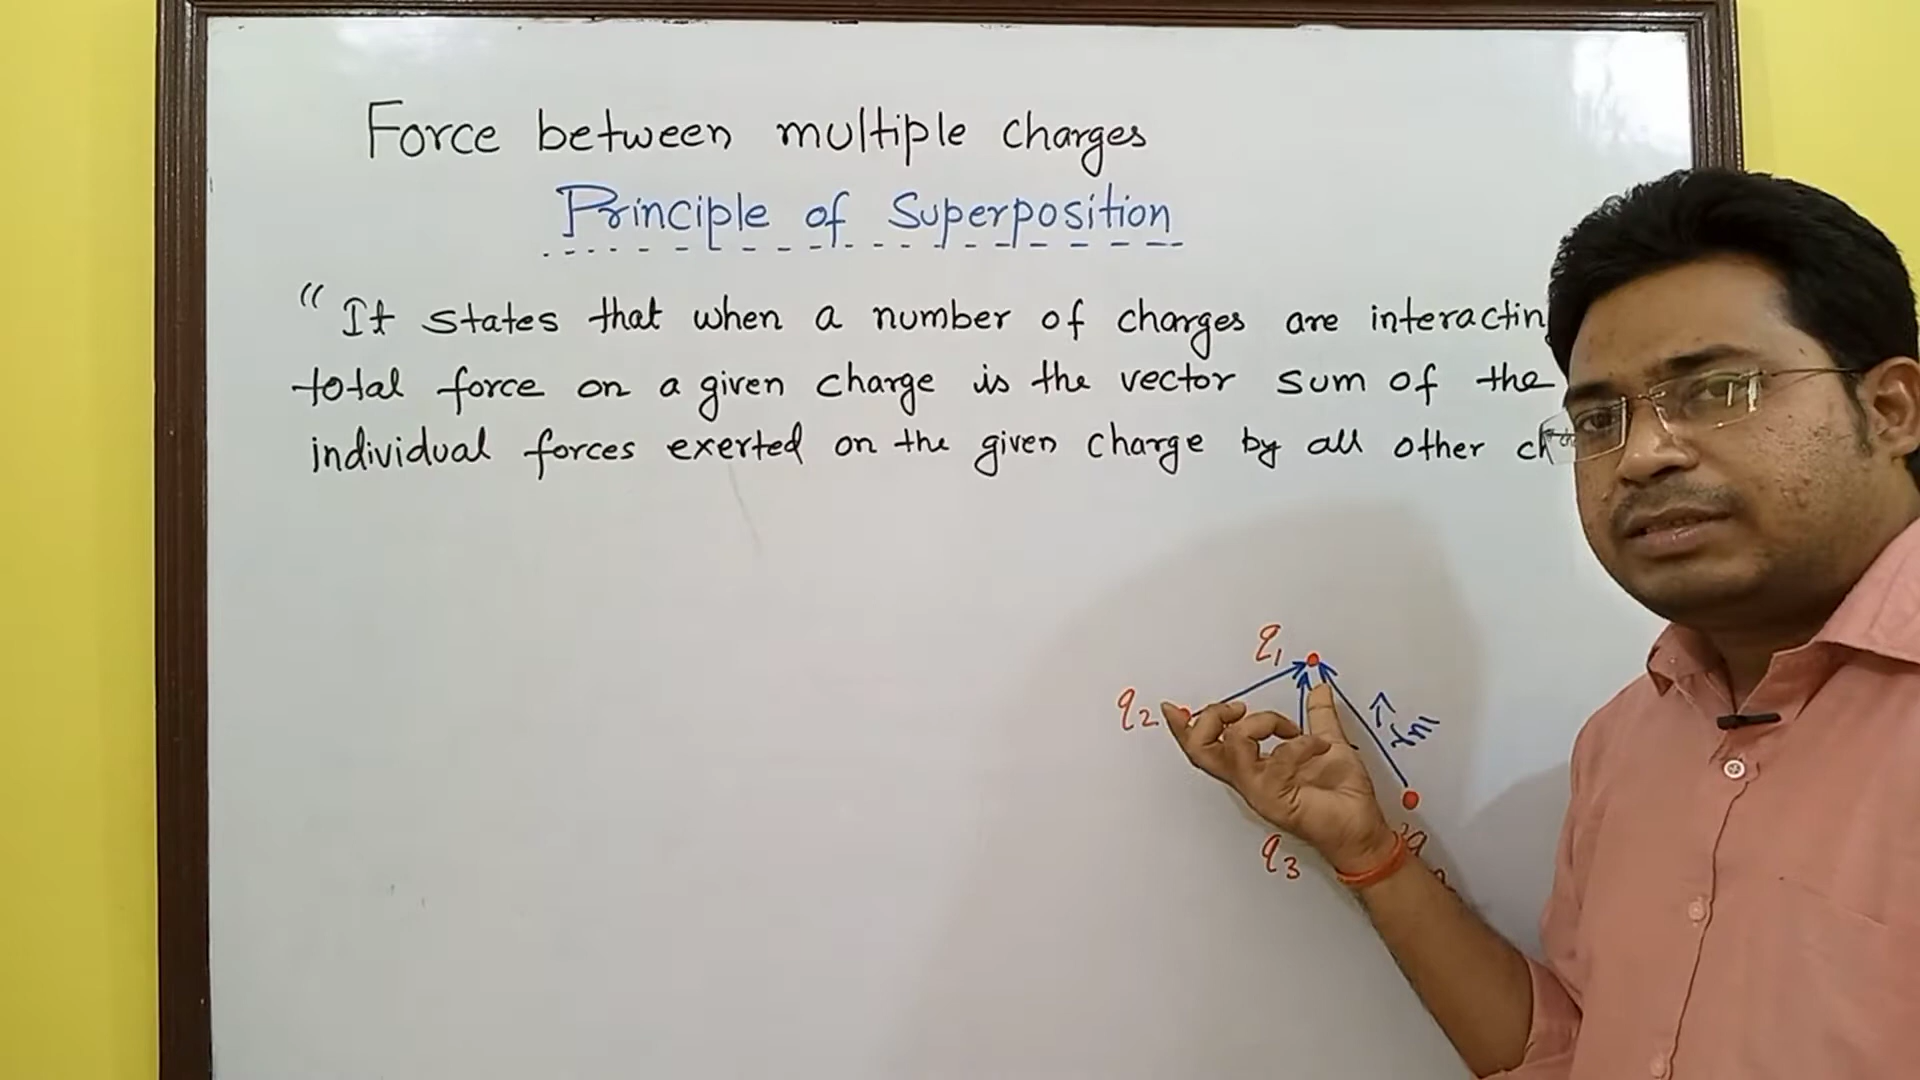 Force between multiple charges
Principle of Superposition
"It states that when a number of charges are interacting
total force on a given charge is the vector sum of the
individual forces exerted on the given charge by all other
q1
q2
q3